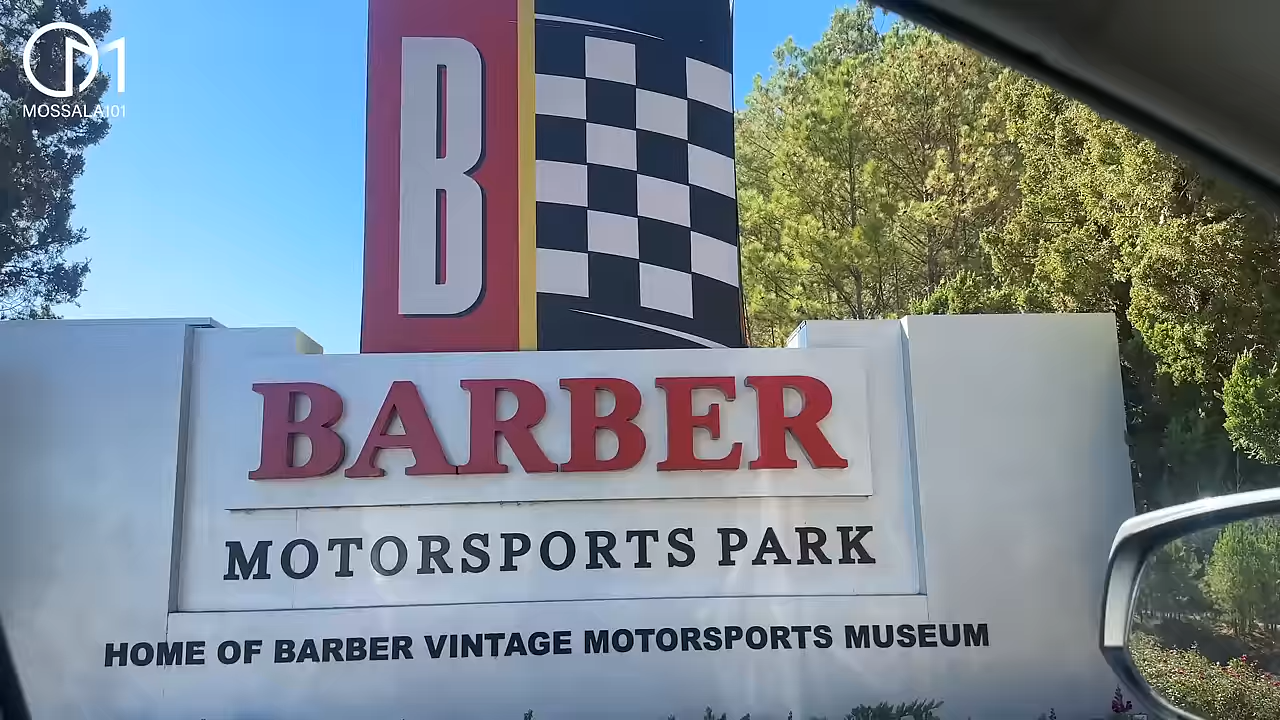 MOSSALA101
B
BARBER
MOTORSPORTS PARK
HOME OF BARBER VINTAGE MOTORSPORTS MUSEUM